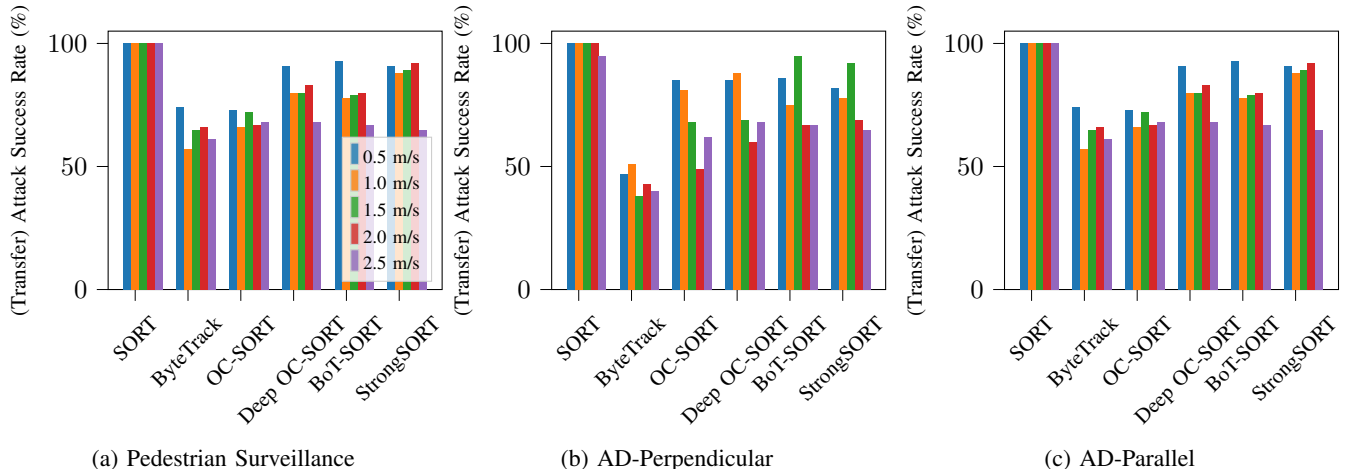 (Transfer) Attack Success Rate (%)
100
50
0
0.5 m/s
1.0 m/s
1.5 m/s
2.0 m/s
2.5 m/s
SORT
ByteTrack
OC-SORT
Deep OC-SORT
BoT-SORT
StrongSORT
(a) Pedestrian Surveillance
(Transfer) Attack Success Rate (%)
100
50
0
SORT
ByteTrack
OC-SORT
Deep OC-SORT
BoT-SORT
StrongSORT
(b) AD-Perpendicular
(Transfer) Attack Success Rate (%)
100
50
0
SORT
ByteTrack
OC-SORT
Deep OC-SORT
BoT-SORT
StrongSORT
(c) AD-Parallel